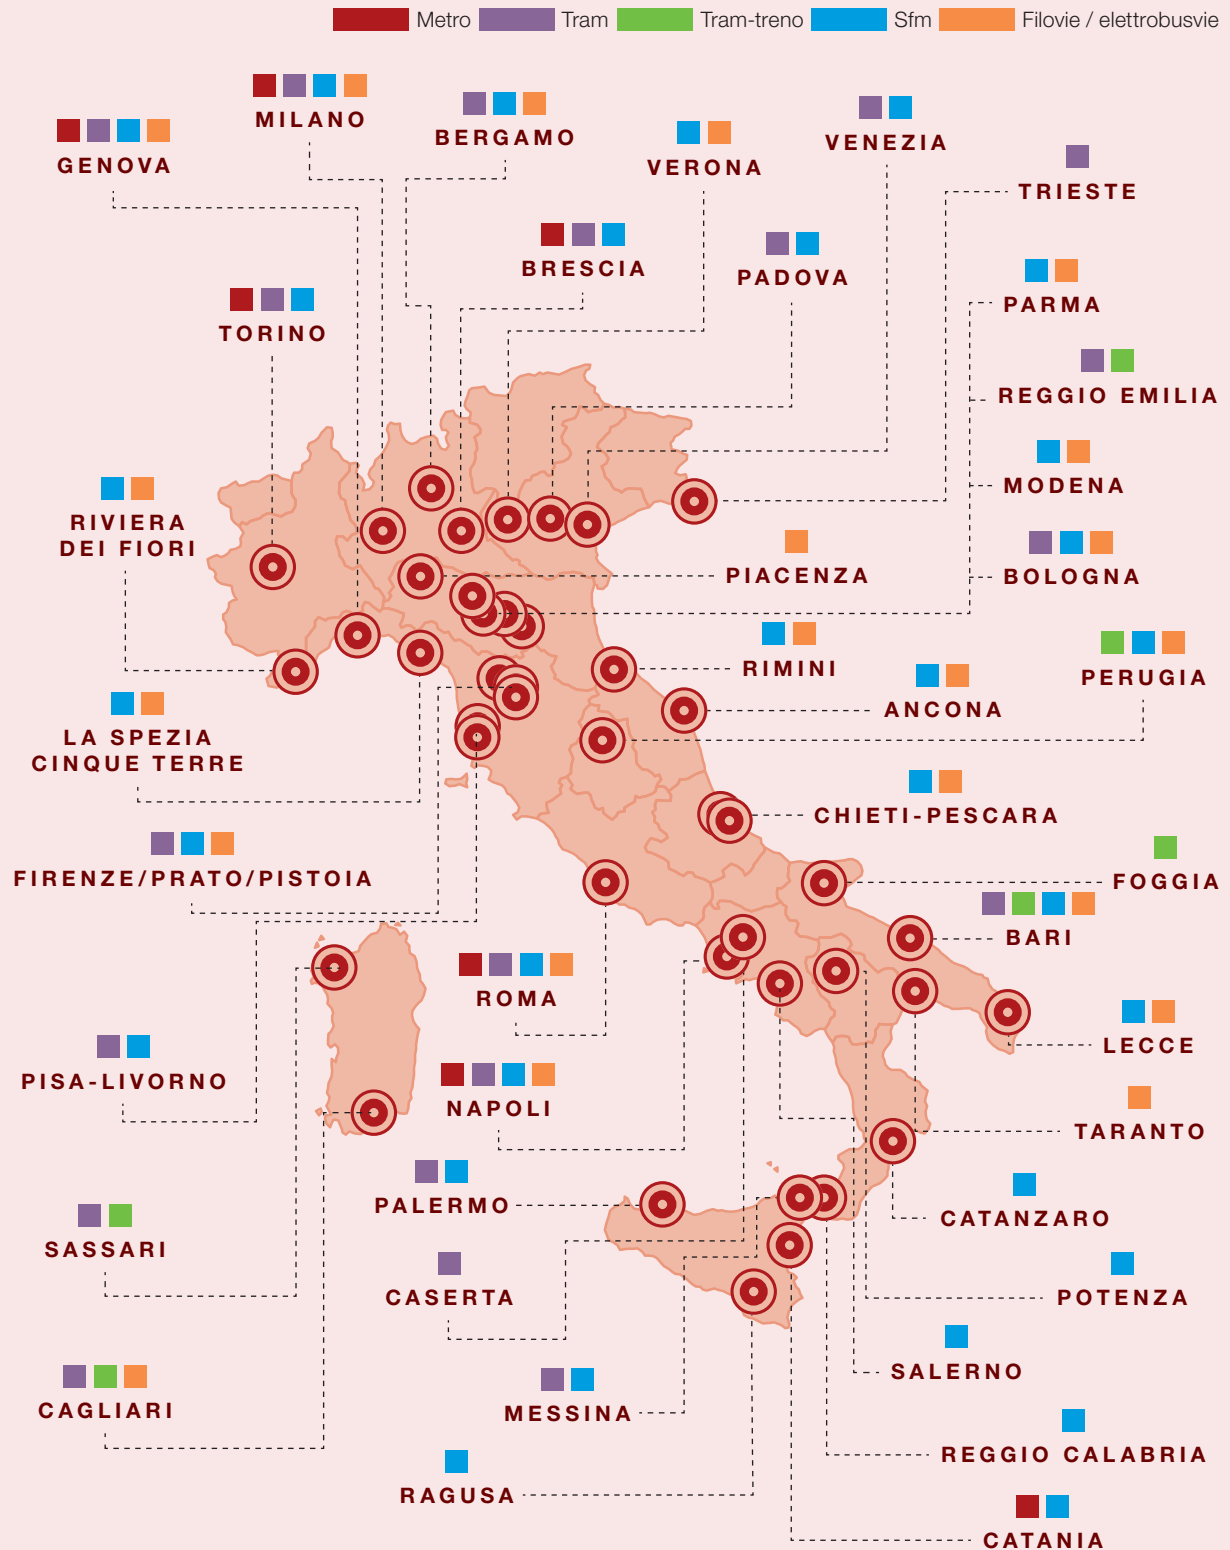 Metro
Tram
Tram-treno
Sfm
Filovie / elettrobusvie
MILANO
BERGAMO
VENEZIA
GENOVA
VERONA
TRIESTE
BRESCIA
PADOVA
PARMA
TORINO
REGGIO EMILIA
MODENA
RIVIERA
DEI FIORI
PIACENZA
BOLOGNA
RIMINI
PERUGIA
ANCONA
LA SPEZIA
CINQUE TERRE
CHIETI-PESCARA
FIRENZE/PRATO/PISTOIA
FOGGIA
BARI
ROMA
LECCE
PISA-LIVORNO
NAPOLI
TARANTO
PALERMO
CATANZARO
SASSARI
CASERTA
POTENZA
SALERNO
CAGLIARI
MESSINA
REGGIO CALABRIA
RAGUSA
CATANIA